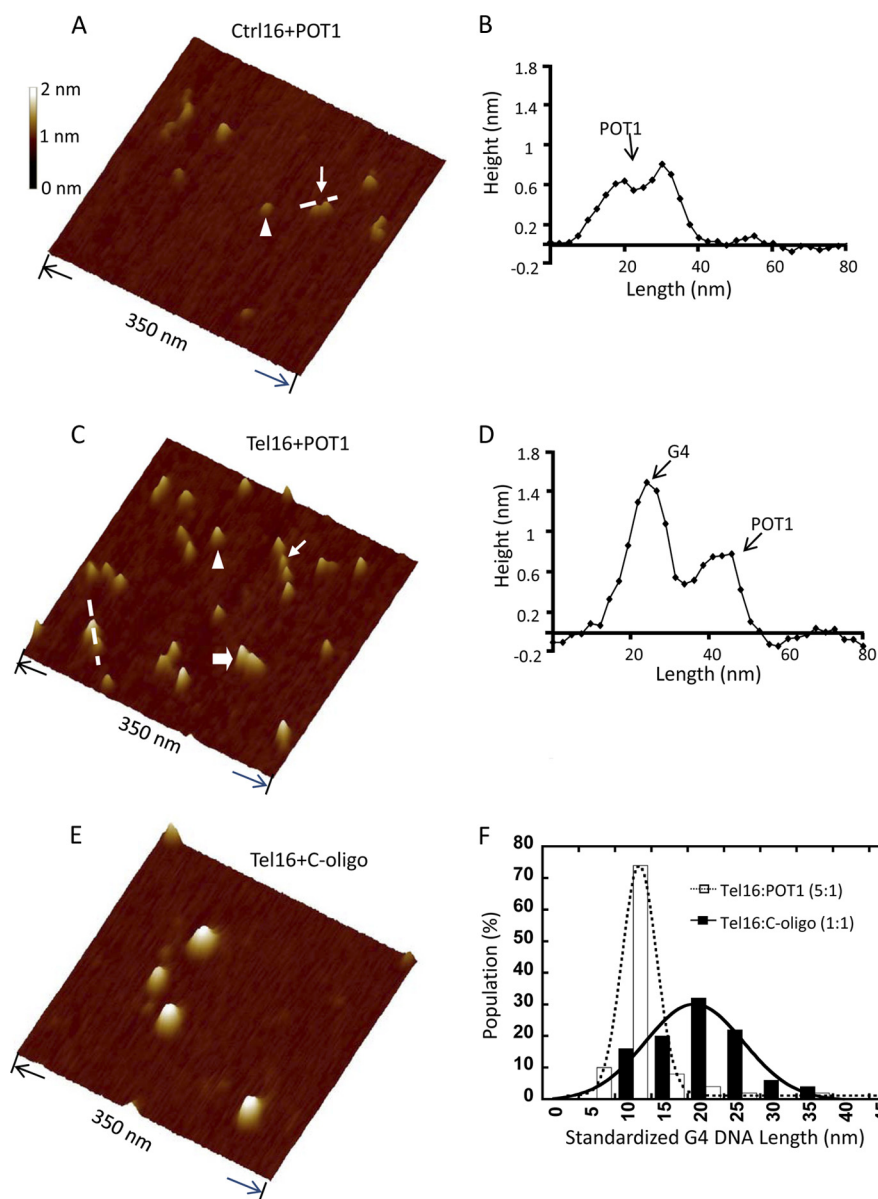 A
Ctrl16+POT1
2 nm
1 nm
0 nm
350 nm
B
1.8
1.4
1
0.6
0.2
-0.2
Height (nm)
POT1
20
40
60
80
Length (nm)
C
Tel16+POT1
350 nm
D
1.8
1.4
1
0.6
0.2
-0.2
Height (nm)
G4
POT1
20
40
60
80
Length (nm)
E
Tel16+C-oligo
350 nm
F
80
70
60
50
40
30
20
10
0
Population (%)
Tel16:POT1 (5:1)
Tel16:C-oligo (1:1)
0
5
10
15
20
25
30
35
40
45
Standardized G4 DNA Length (nm)